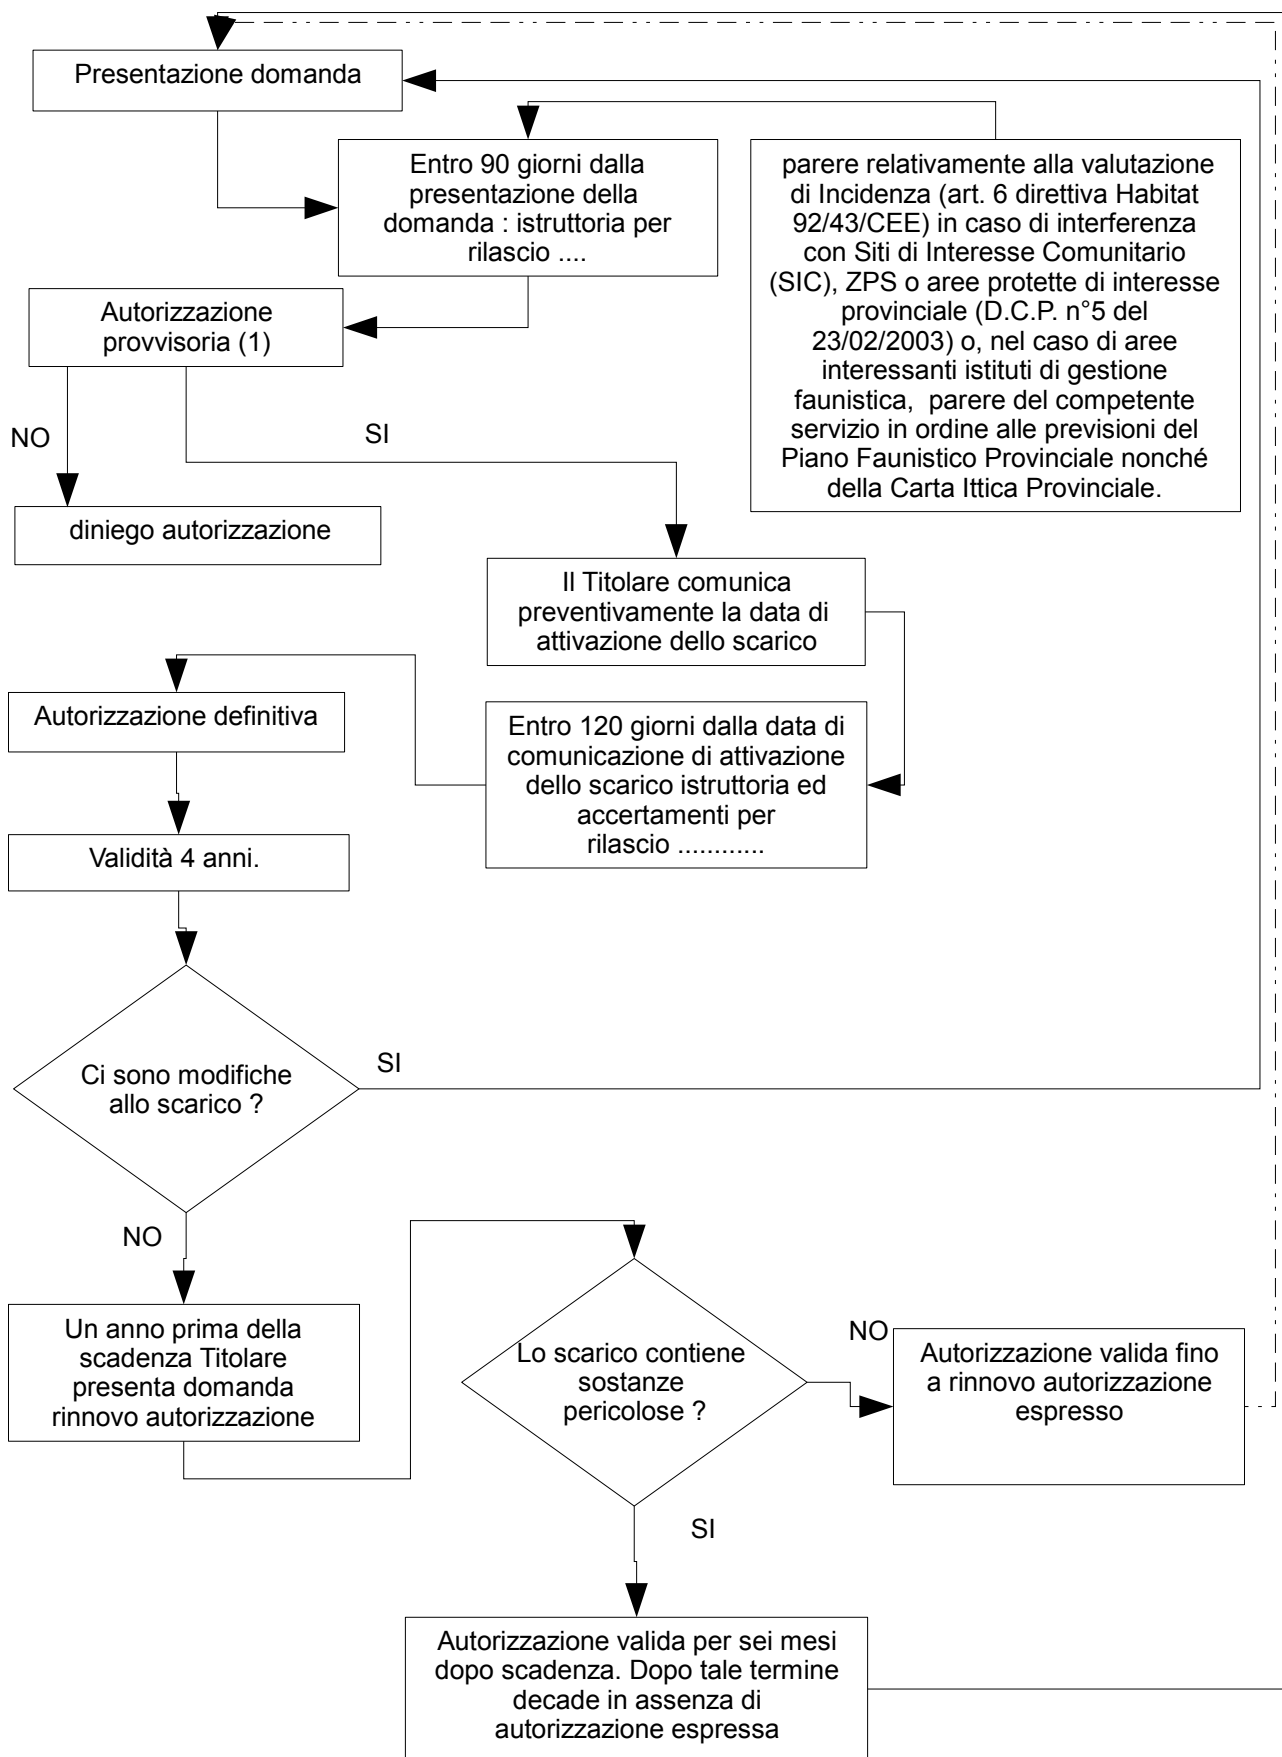 Presentazione domanda
Entro 90 giorni dalla
presentazione della
domanda : istruttoria per
rilascio ....
parere relativamente alla valutazione
di Incidenza (art. 6 direttiva Habitat
92/43/CEE) in caso di interferenza
con Siti di Interesse Comunitario
(SIC), ZPS o aree protette di interesse
provinciale (D.C.P. n°5 del
23/02/2003) o, nel caso di aree
interessanti istituti di gestione
faunistica, parere del competente
servizio in ordine alle previsioni del
Piano Faunistico Provinciale nonché
della Carta Ittica Provinciale.
Autorizzazione
provvisoria (1)
NO
SI
diniego autorizzazione
Il Titolare comunica
preventivamente la data di
attivazione dello scarico
Autorizzazione definitiva
Entro 120 giorni dalla data di
comunicazione di attivazione
dello scarico istruttoria ed
accertamenti per
rilascio ............
Validità 4 anni.
Ci sono modifiche
allo scarico ?
SI
NO
Un anno prima della
scadenza Titolare
presenta domanda
rinnovo autorizzazione
Lo scarico contiene
sostanze
pericolose ?
NO
Autorizzazione valida fino
a rinnovo autorizzazione
espresso
SI
Autorizzazione valida per sei mesi
dopo scadenza. Dopo tale termine
decade in assenza di
autorizzazione espressa